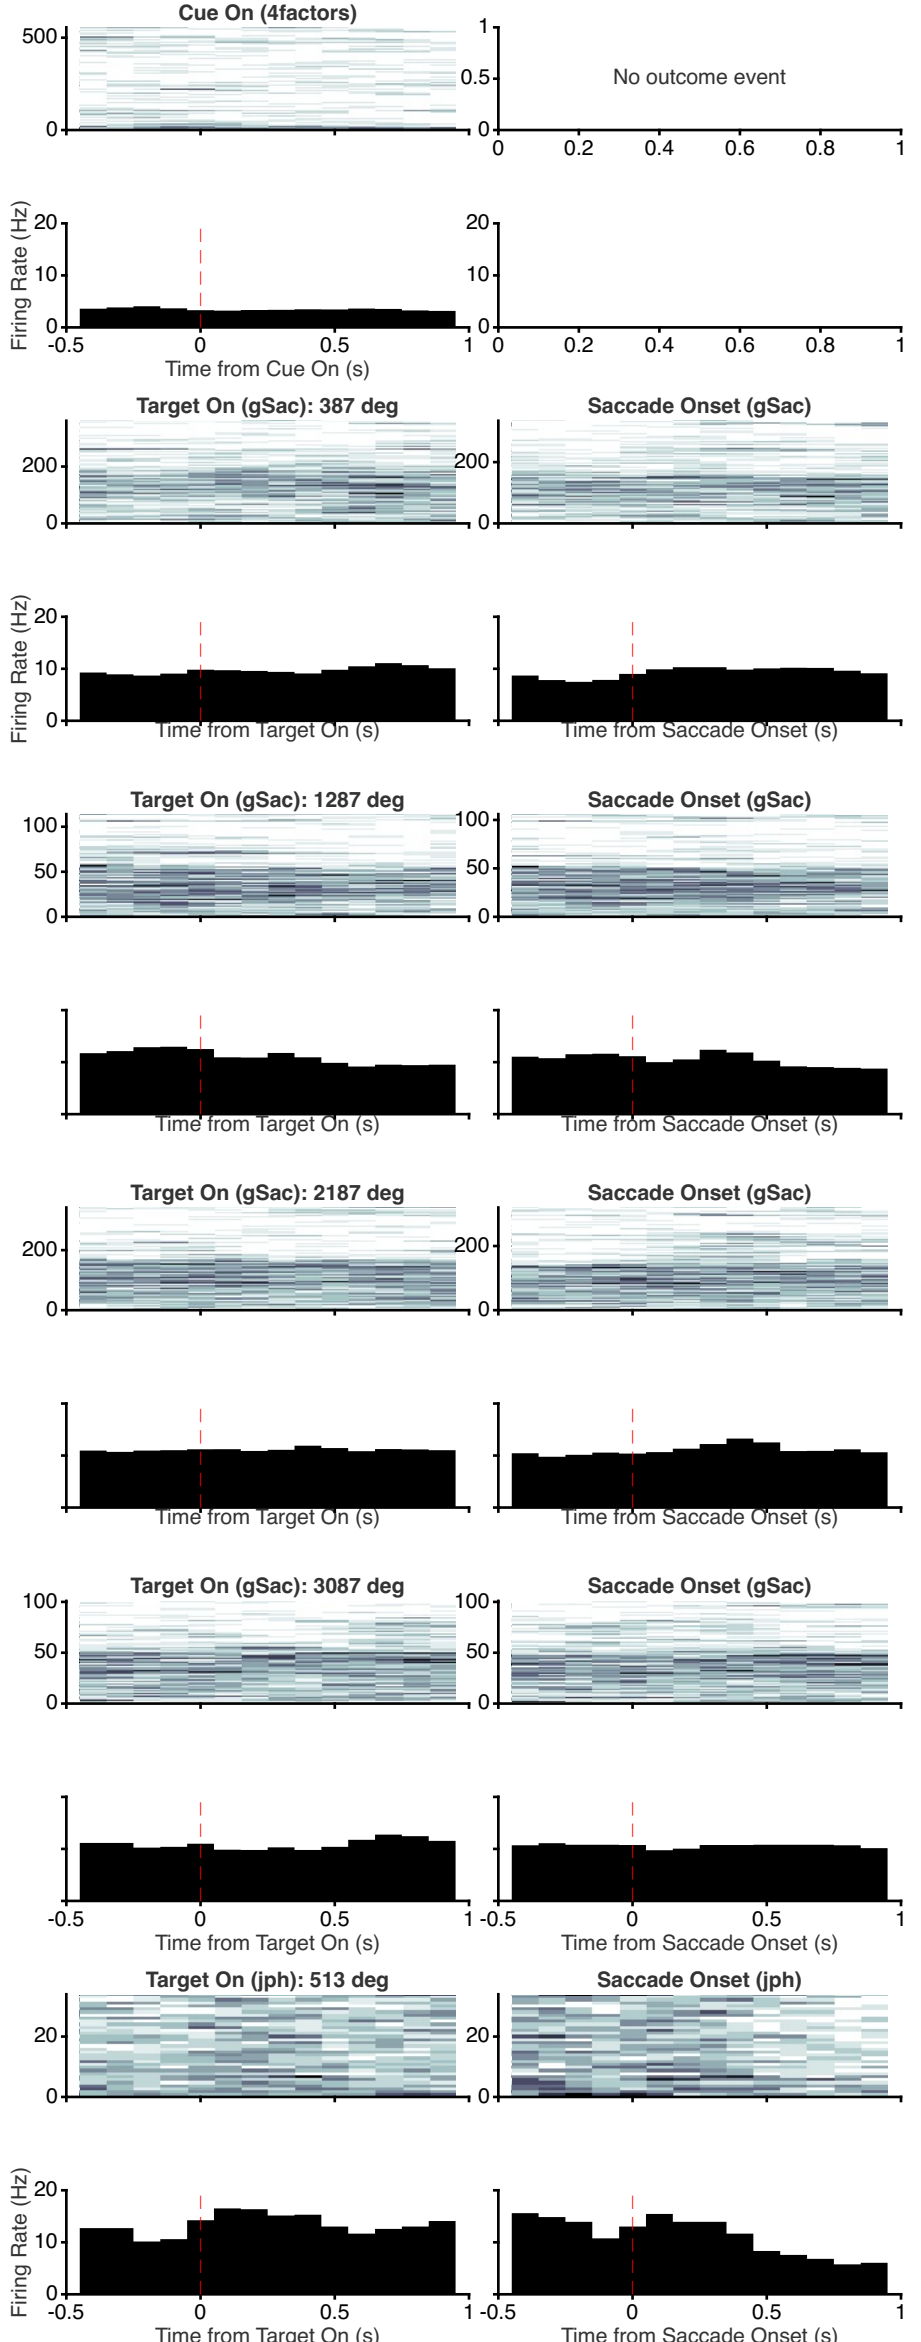 Cue On (4factors)
500
0
1
0.5
0
No outcome event
0 0.2 0.4 0.6 0.8 1
Firing Rate (Hz)
20
10
0
-0.5 0 0.5 1
Time from Cue On (s)
20
10
0
0 0.2 0.4 0.6 0.8 1
Target On (gSac): 387 deg
200
0
Saccade Onset (gSac)
200
0
Firing Rate (Hz)
20
10
0
Time from Target On (s)
Time from Saccade Onset (s)
Target On (gSac): 1287 deg
100
50
0
Saccade Onset (gSac)
100
50
0
Time from Target On (s)
Time from Saccade Onset (s)
Target On (gSac): 2187 deg
200
0
Saccade Onset (gSac)
200
0
Time from Target On (s)
Time from Saccade Onset (s)
Target On (gSac): 3087 deg
100
50
0
Saccade Onset (gSac)
100
50
0
-0.5 0 0.5 1
Time from Target On (s)
-0.5 0 0.5 1
Time from Saccade Onset (s)
Target On (jph): 513 deg
20
0
Saccade Onset (jph)
20
0
Firing Rate (Hz)
20
10
0
-0.5 0 0.5 1
Time from Target On (s)
-0.5 0 0.5 1
Time from Saccade Onset (s)